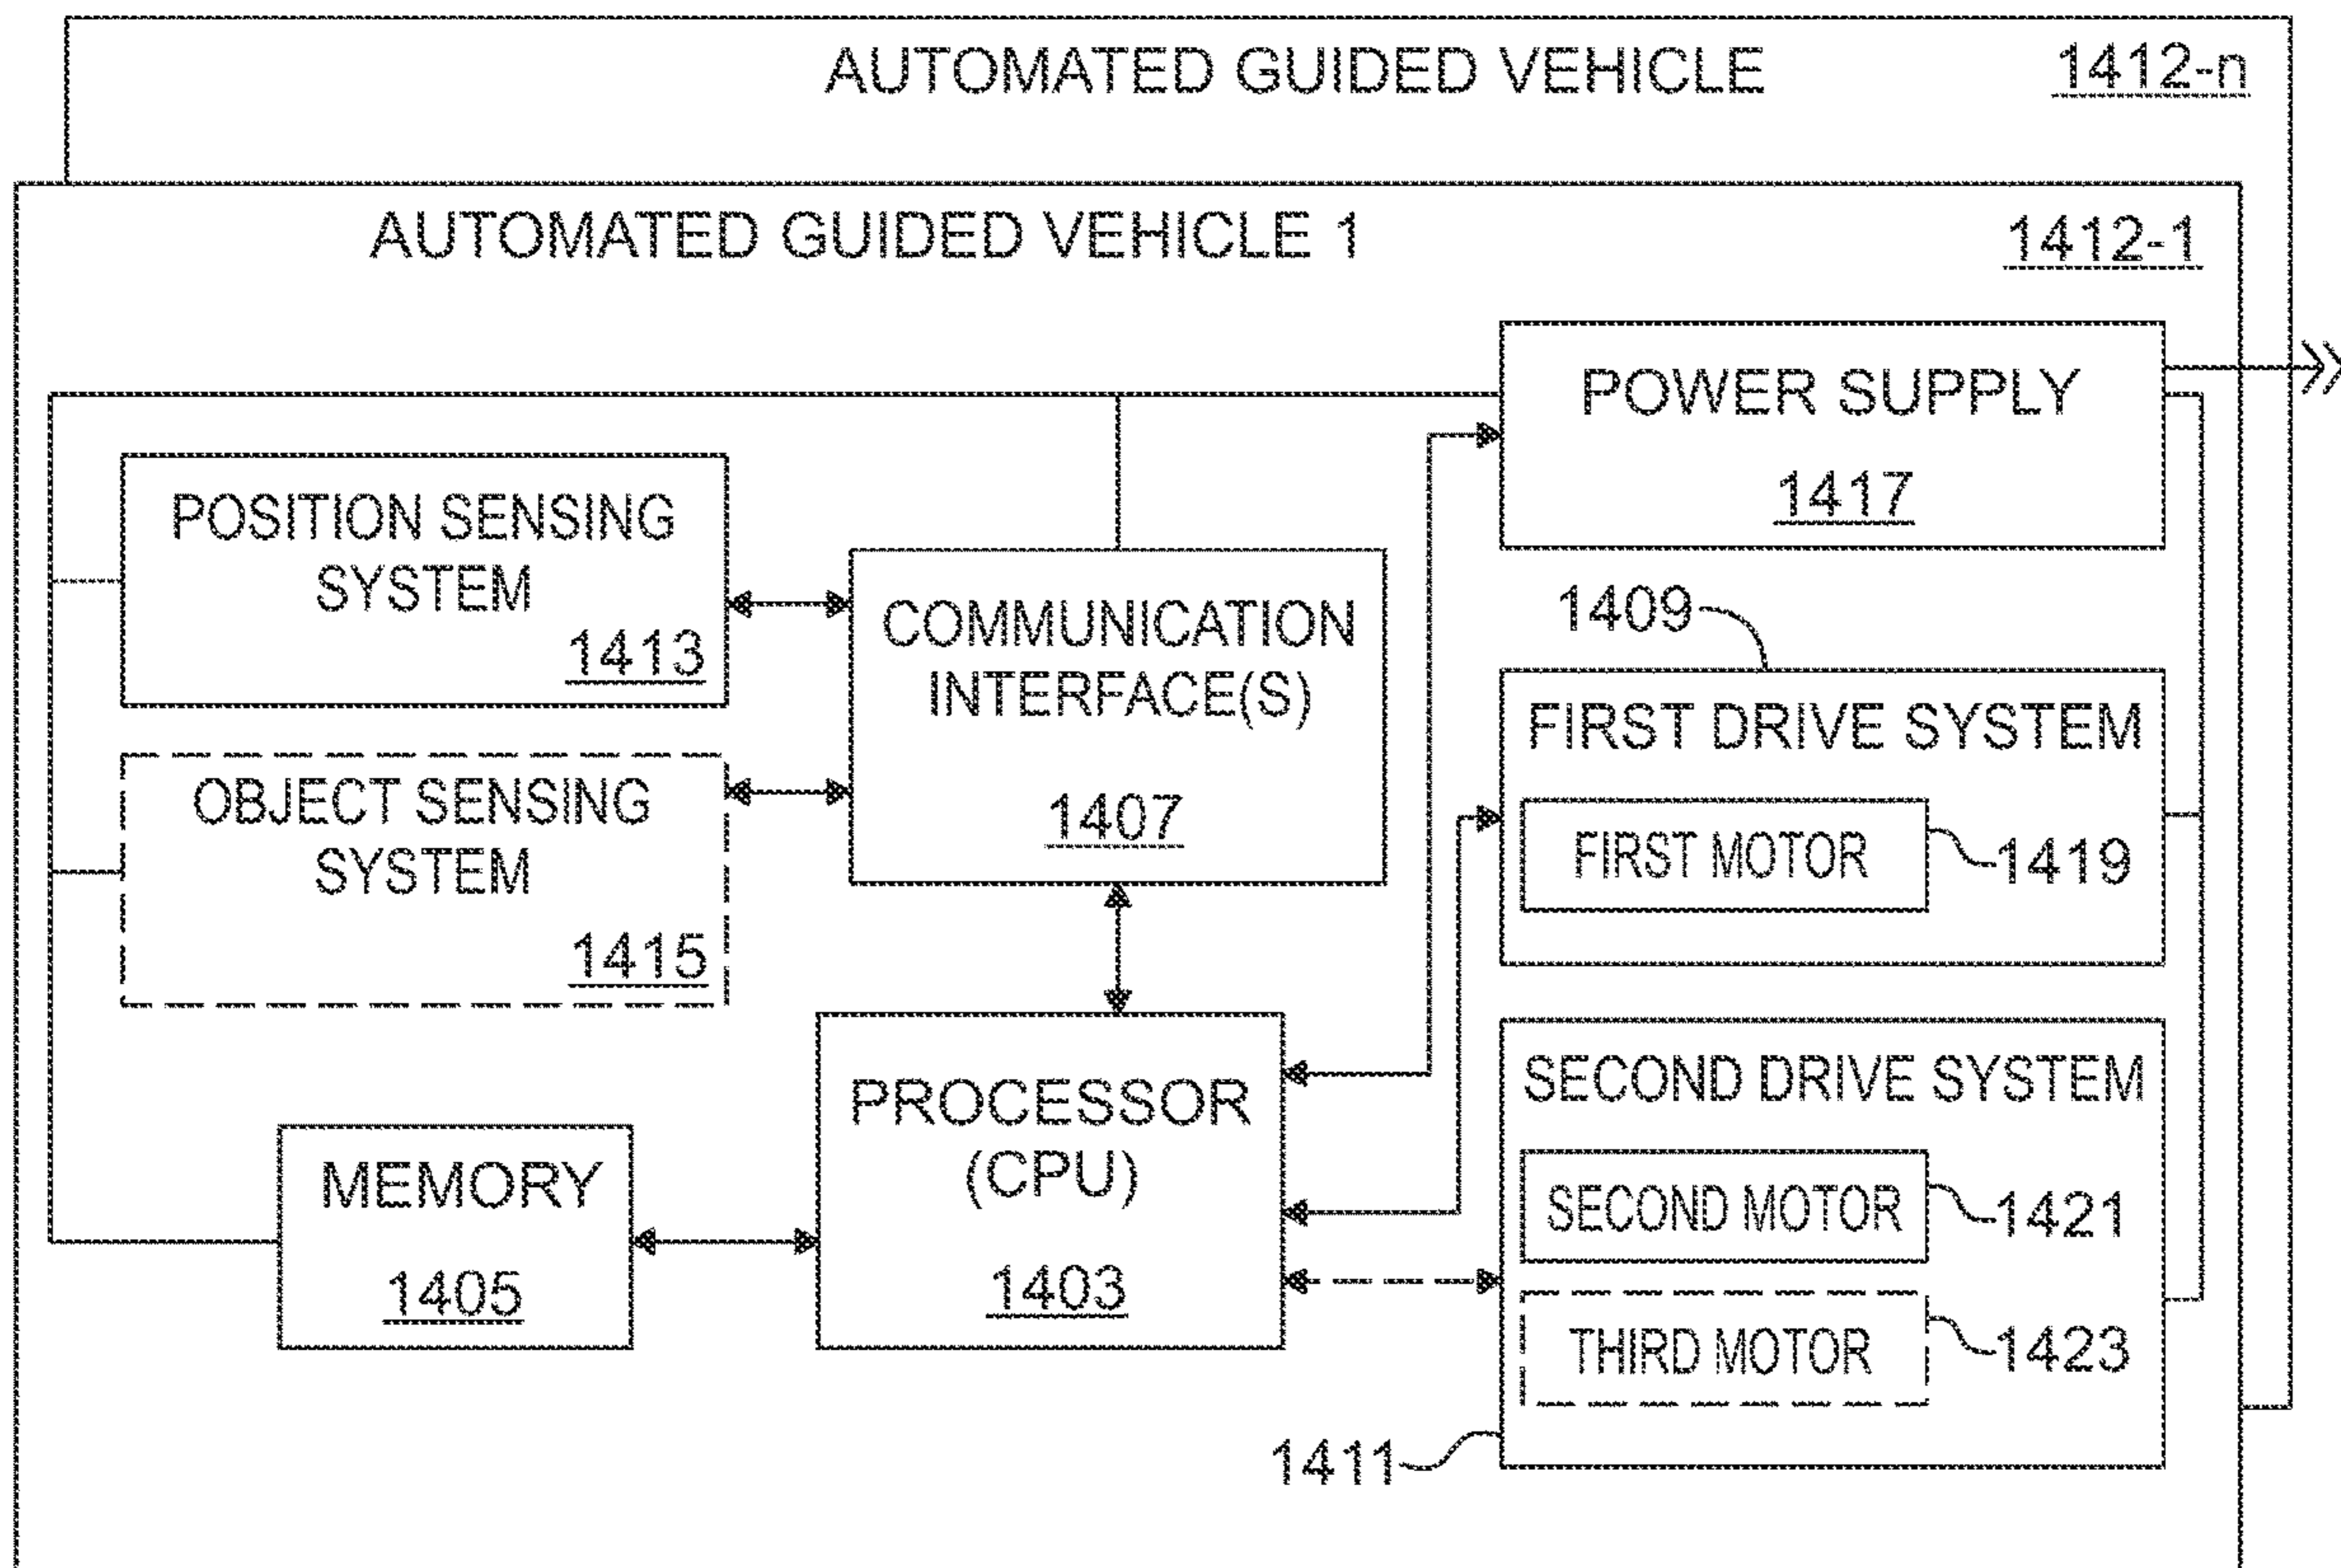 AUTOMATED GUIDED VEHICLE 1412-n
AUTOMATED GUIDED VEHICLE 1 1412-1
POWER SUPPLY
1417
POSITION SENSING
SYSTEM
1413
COMMUNICATION
INTERFACE(S)
1407
1409
FIRST DRIVE SYSTEM
FIRST MOTOR 1419
OBJECT SENSING
SYSTEM
1415
PROCESSOR
(CPU)
1403
MEMORY
1405
SECOND DRIVE SYSTEM
SECOND MOTOR 1421
THIRD MOTOR 1423
1411